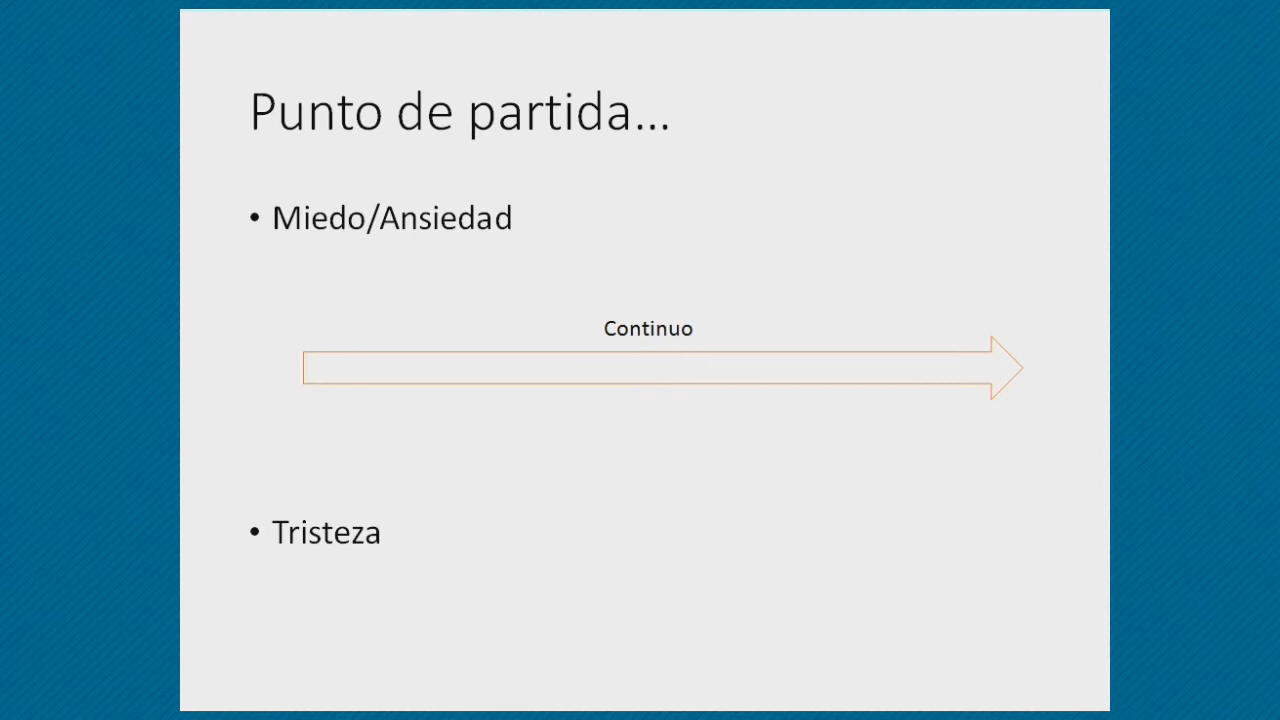 Punto de partida...
• Miedo/Ansiedad
Continuo
• Tristeza